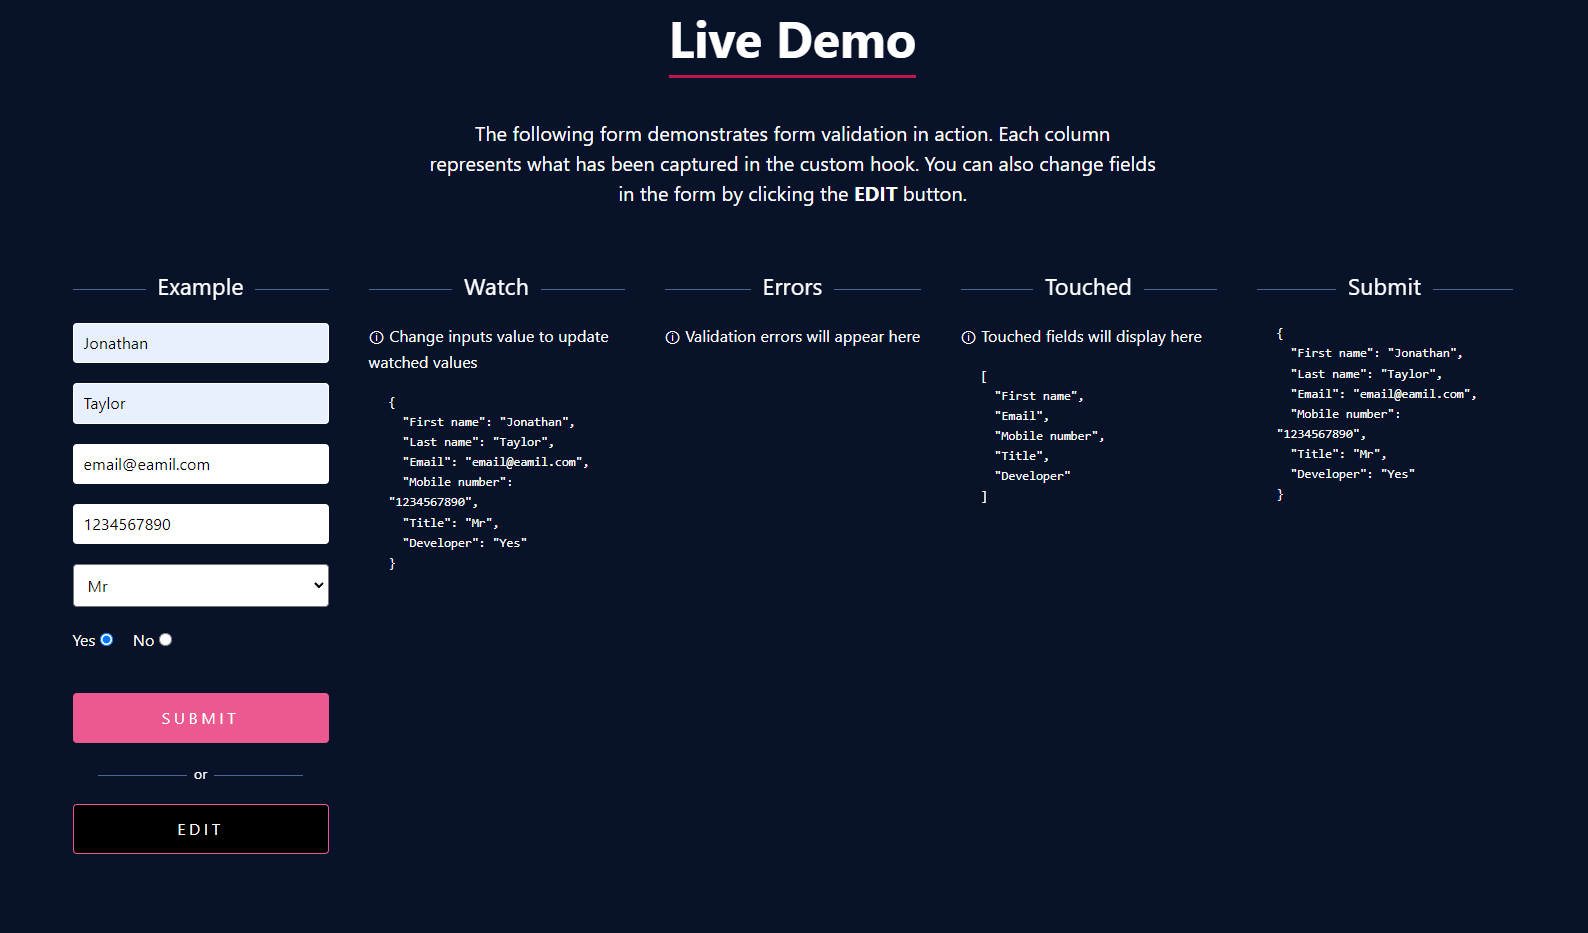 Live Demo
The following form demonstrates form validation in action. Each column
represents what has been captured in the custom hook. You can also change fields
in the form by clicking the EDIT button.
Example
Jonathan
Taylor
email@eamil.com
1234567890
Mr
Yes No
SUBMIT
or
EDIT
Watch
Change inputs value to update
watched values
{
"First name": "Jonathan",
"Last name": "Taylor",
"Email": "email@eamil.com",
"Mobile number":
"1234567890",
"Title": "Mr",
"Developer": "Yes"
}
Errors
Validation errors will appear here
Touched
Touched fields will display here
[
"First name",
"Email",
"Mobile number",
"Title",
"Developer"
]
Submit
{
"First name": "Jonathan",
"Last name": "Taylor",
"Email": "email@eamil.com",
"Mobile number":
"1234567890",
"Title": "Mr",
"Developer": "Yes"
}